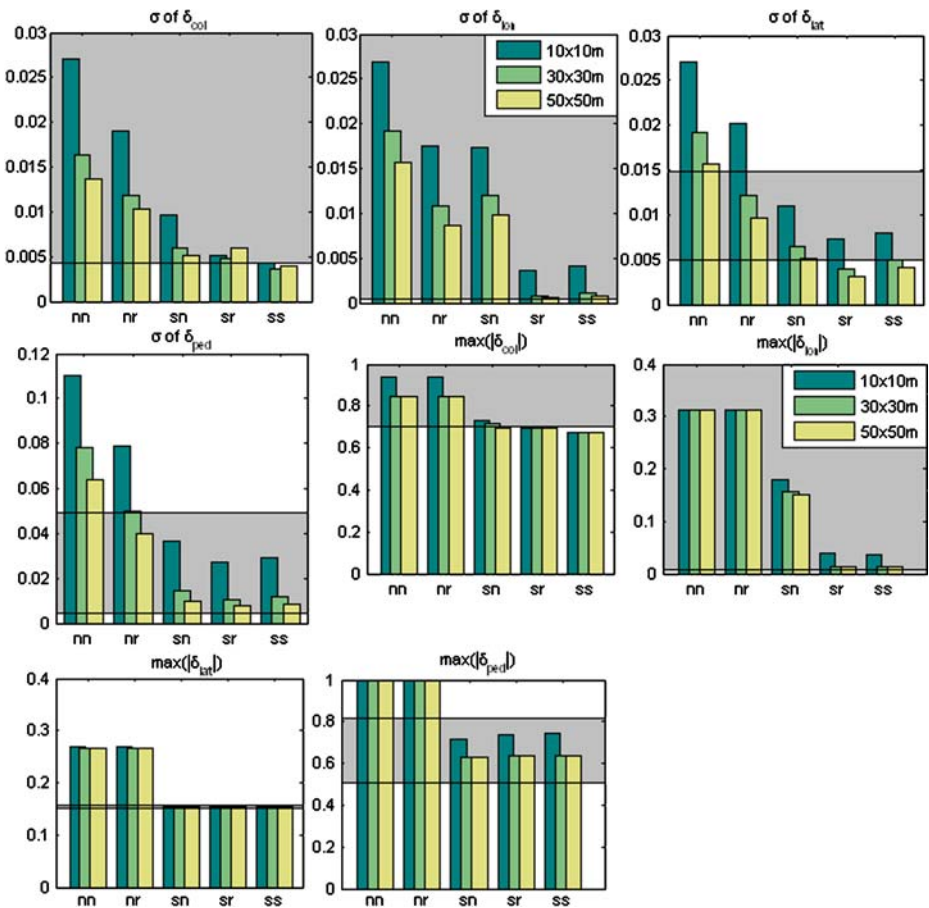 σ of δcol
0.03
0.025
0.02
0.015
0.01
0.005
0
nn nr sn sr ss
σ of δlon
0.03
0.025
0.02
0.015
0.01
0.005
0
10x10m
30x30m
50x50m
nn nr sn sr ss
σ of δlat
0.03
0.025
0.02
0.015
0.01
0.005
0
nn nr sn sr ss
σ of δped
0.12
0.1
0.08
0.06
0.04
0.02
0
nn nr sn sr ss
max(|δcol|)
1
0.8
0.6
0.4
0.2
0
nn nr sn sr ss
max(|δlon|)
0.4
0.3
0.2
0.1
0
10x10m
30x30m
50x50m
nn nr sn sr ss
max(|δlat|)
0.4
0.3
0.2
0.1
0
nn nr sn sr ss
max(|δped|)
1
0.8
0.6
0.4
0.2
0
nn nr sn sr ss